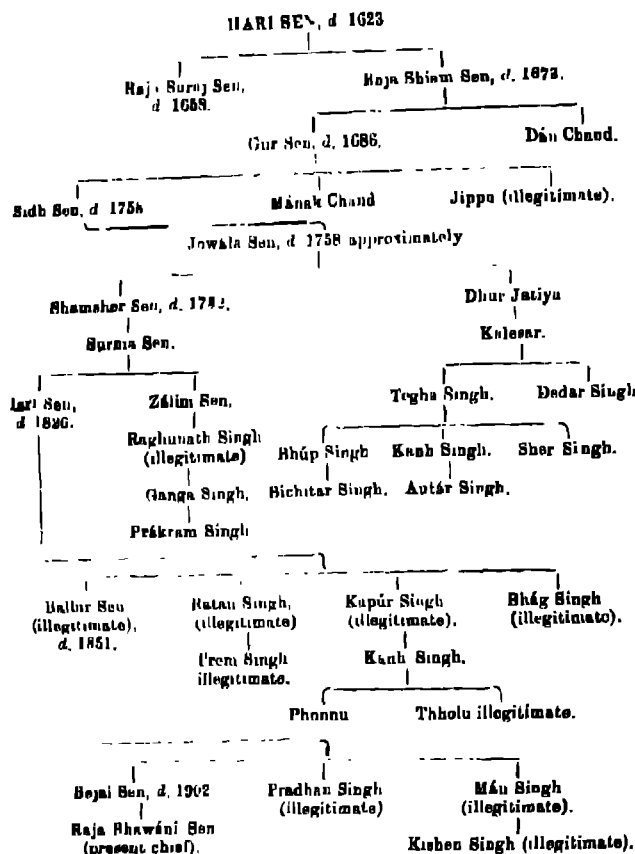 HARI SEN, d 1623
Raja Suraj Sen,
d 1658.
Raja Shiam Sen, d. 1673.
Gur Sen, d. 1686.
Dán Chand.
Sidh Sen, d 1758
Mának Chand
Jippu (illegitimate).
Jowála Sen, d 1758 approximately
Shamsher Sen, d.
Dhur Jatiya
Surma Sen.
Kalesar.
Isri Sen,
d 1826.
Zálim Sen,
Tegha Singh.
Dedar Singh
Raghunath Singh
(illegitimate)
Bhúp Singh
Kanh Singh.
Sher Singh.
Ganga Singh,
Bichitar Singh.
Autár Singh.
Prákram Singh
Balbir Sen
(illegitimate),
d. 1851.
Ratan Singh,
(illegitimate)
Kapúr Singh
(illegitimate).
Bhág Singh
(illegitimate).
Prem Singh
illegitimate.
Kanh Singh.
Phonnu
Thholu illegitimate.
Bejai Sen, d. 1902
Pradhan Singh
(illegitimate)
Mán Singh
(illegitimate).
Raja Bhawáni Sen
(present chief).
Kishen Singh (illegitimate).